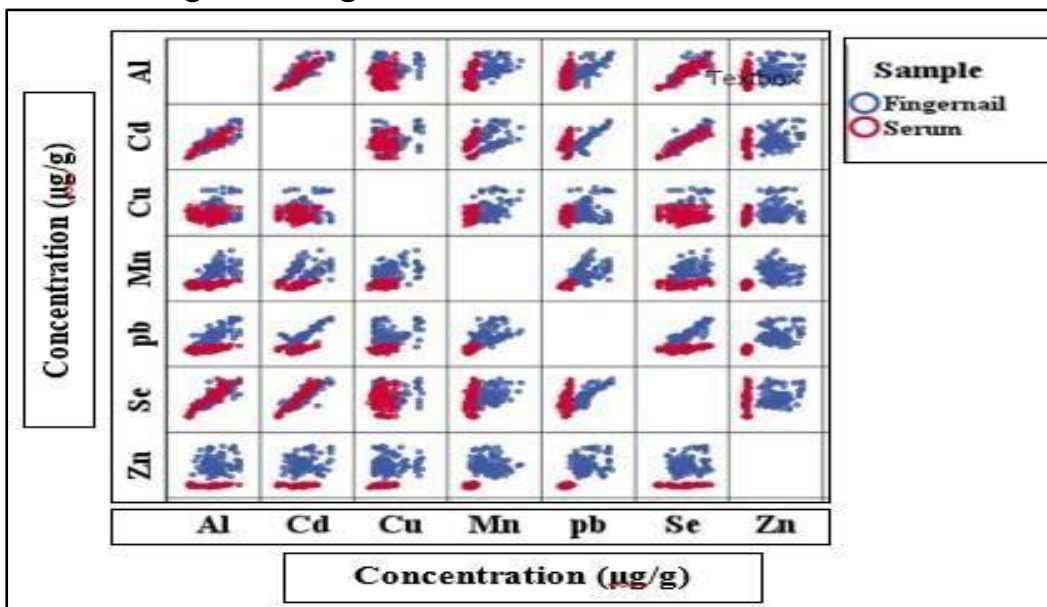 Al
Textbox
Cd
Cu
Mn
pb
Se
Zn
Concentration (µg/g)
Sample
Fingernail
Serum
Al Cd Cu Mn pb Se Zn
Concentration (µg/g)